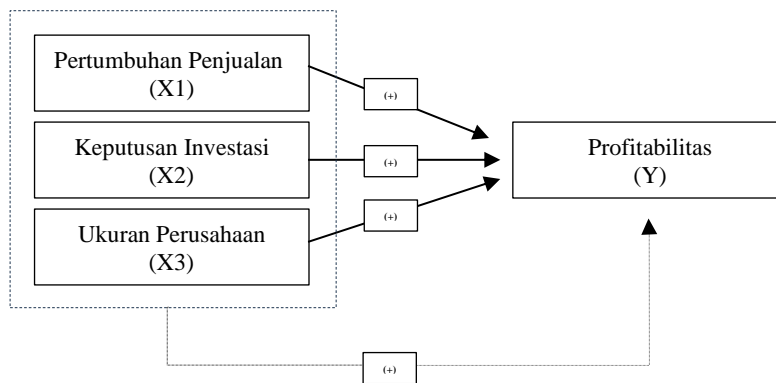 Pertumbuhan Penjualan
(X1)
(+)
Keputusan Investasi
(X2)
(+)
Profitabilitas
(Y)
Ukuran Perusahaan
(X3)
(+)
(+)